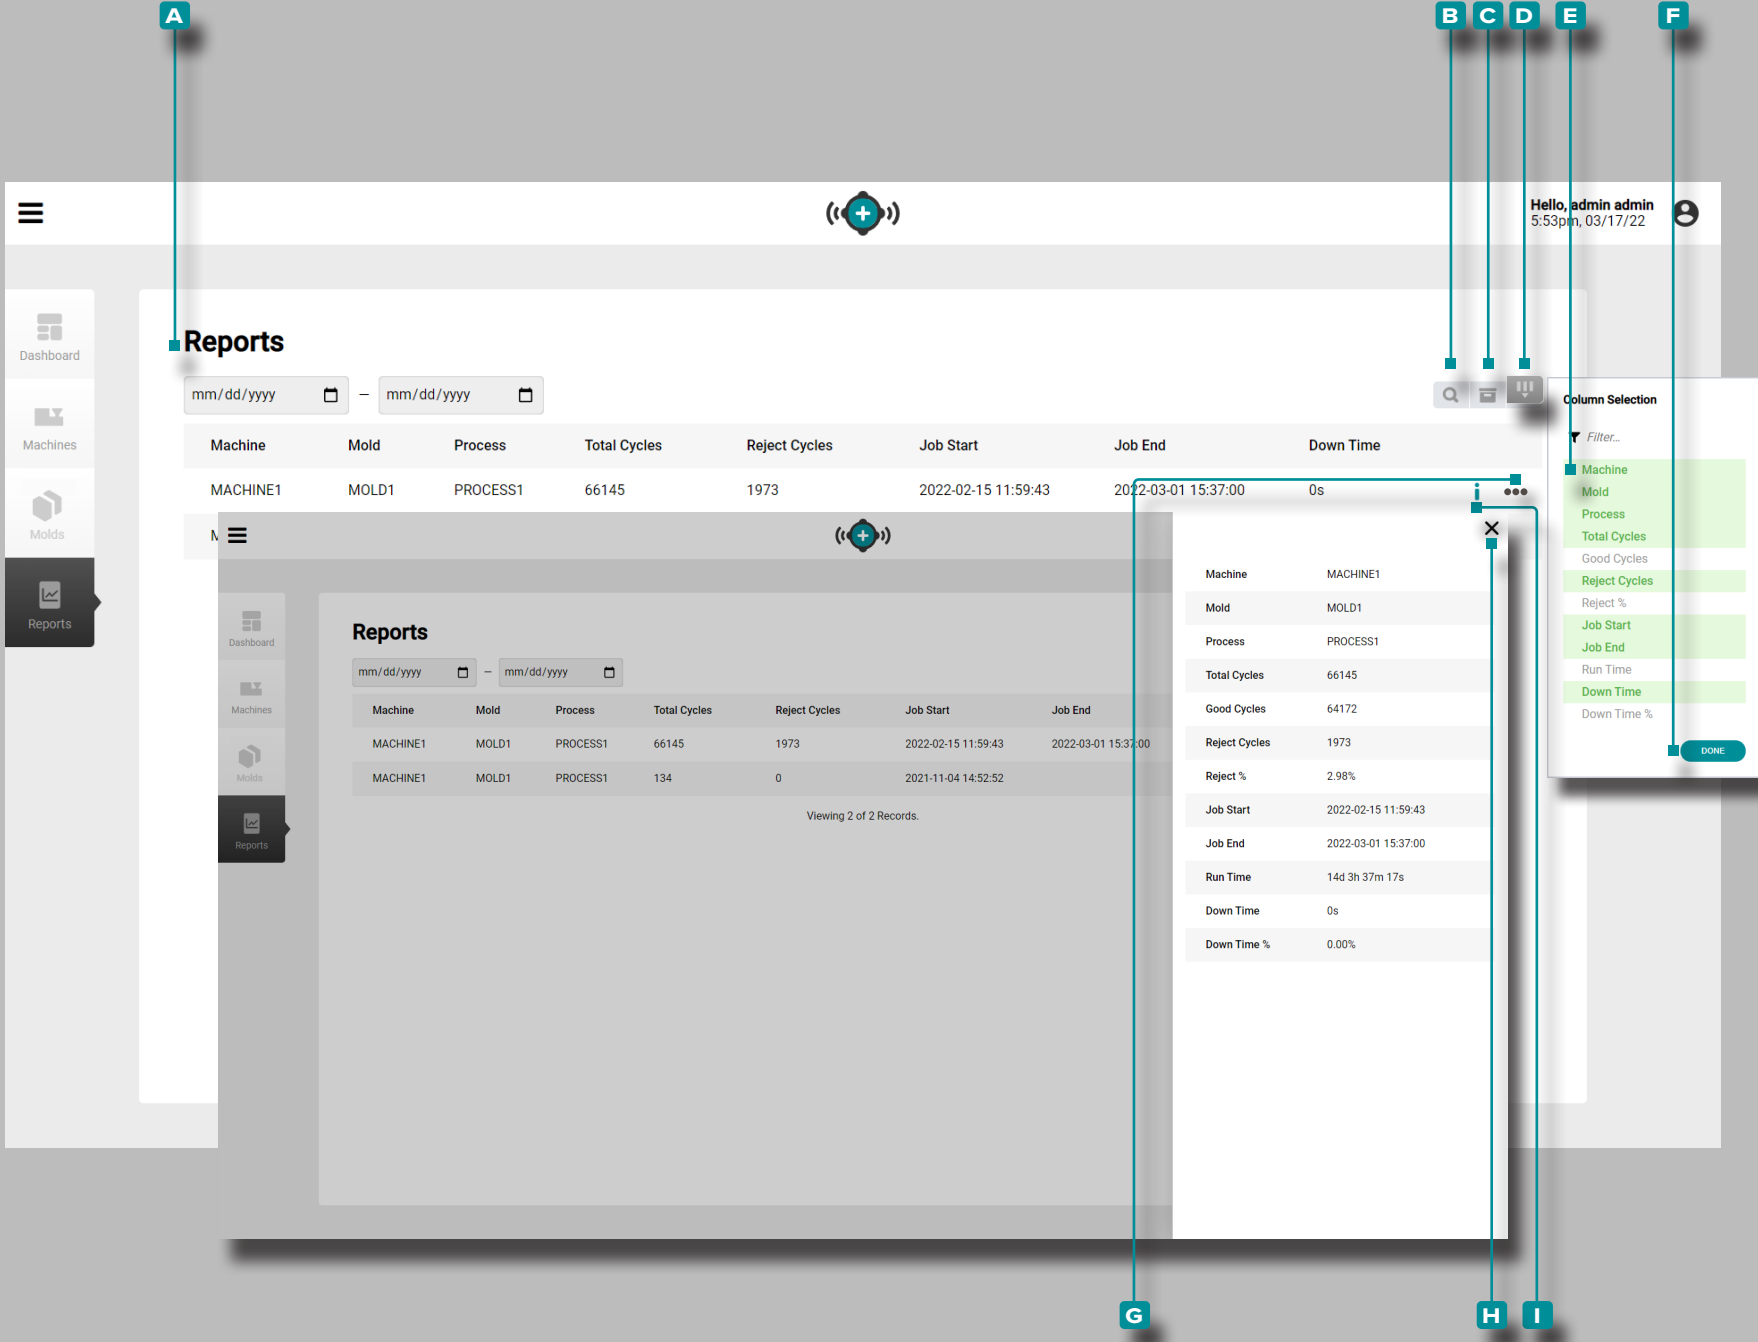 A B C D E F
Hello, admin admin
5:53pm, 03/17/22
Dashboard
Machines
Molds
Reports
Reports
mm/dd/yyyy – mm/dd/yyyy
Machine Mold Process Total Cycles Reject Cycles Job Start Job End Down Time
MACHINE1 MOLD1 PROCESS1 66145 1973 2022-02-15 11:59:43 2022-03-01 15:37:00 0s
Column Selection
Filter...
Machine
Mold
Process
Total Cycles
Good Cycles
Reject Cycles
Reject %
Job Start
Job End
Run Time
Down Time
Down Time %
DONE
Dashboard
Machines
Molds
Reports
Reports
mm/dd/yyyy – mm/dd/yyyy
Machine Mold Process Total Cycles Reject Cycles Job Start Job End
MACHINE1 MOLD1 PROCESS1 66145 1973 2022-02-15 11:59:43 2022-03-01 15:37:00
MACHINE1 MOLD1 PROCESS1 134 0 2021-11-04 14:52:52
Viewing 2 of 2 Records.
Machine MACHINE1
Mold MOLD1
Process PROCESS1
Total Cycles 66145
Good Cycles 64172
Reject Cycles 1973
Reject % 2.98%
Job Start 2022-02-15 11:59:43
Job End 2022-03-01 15:37:00
Run Time 14d 3h 37m 17s
Down Time 0s
Down Time % 0.00%
G H I